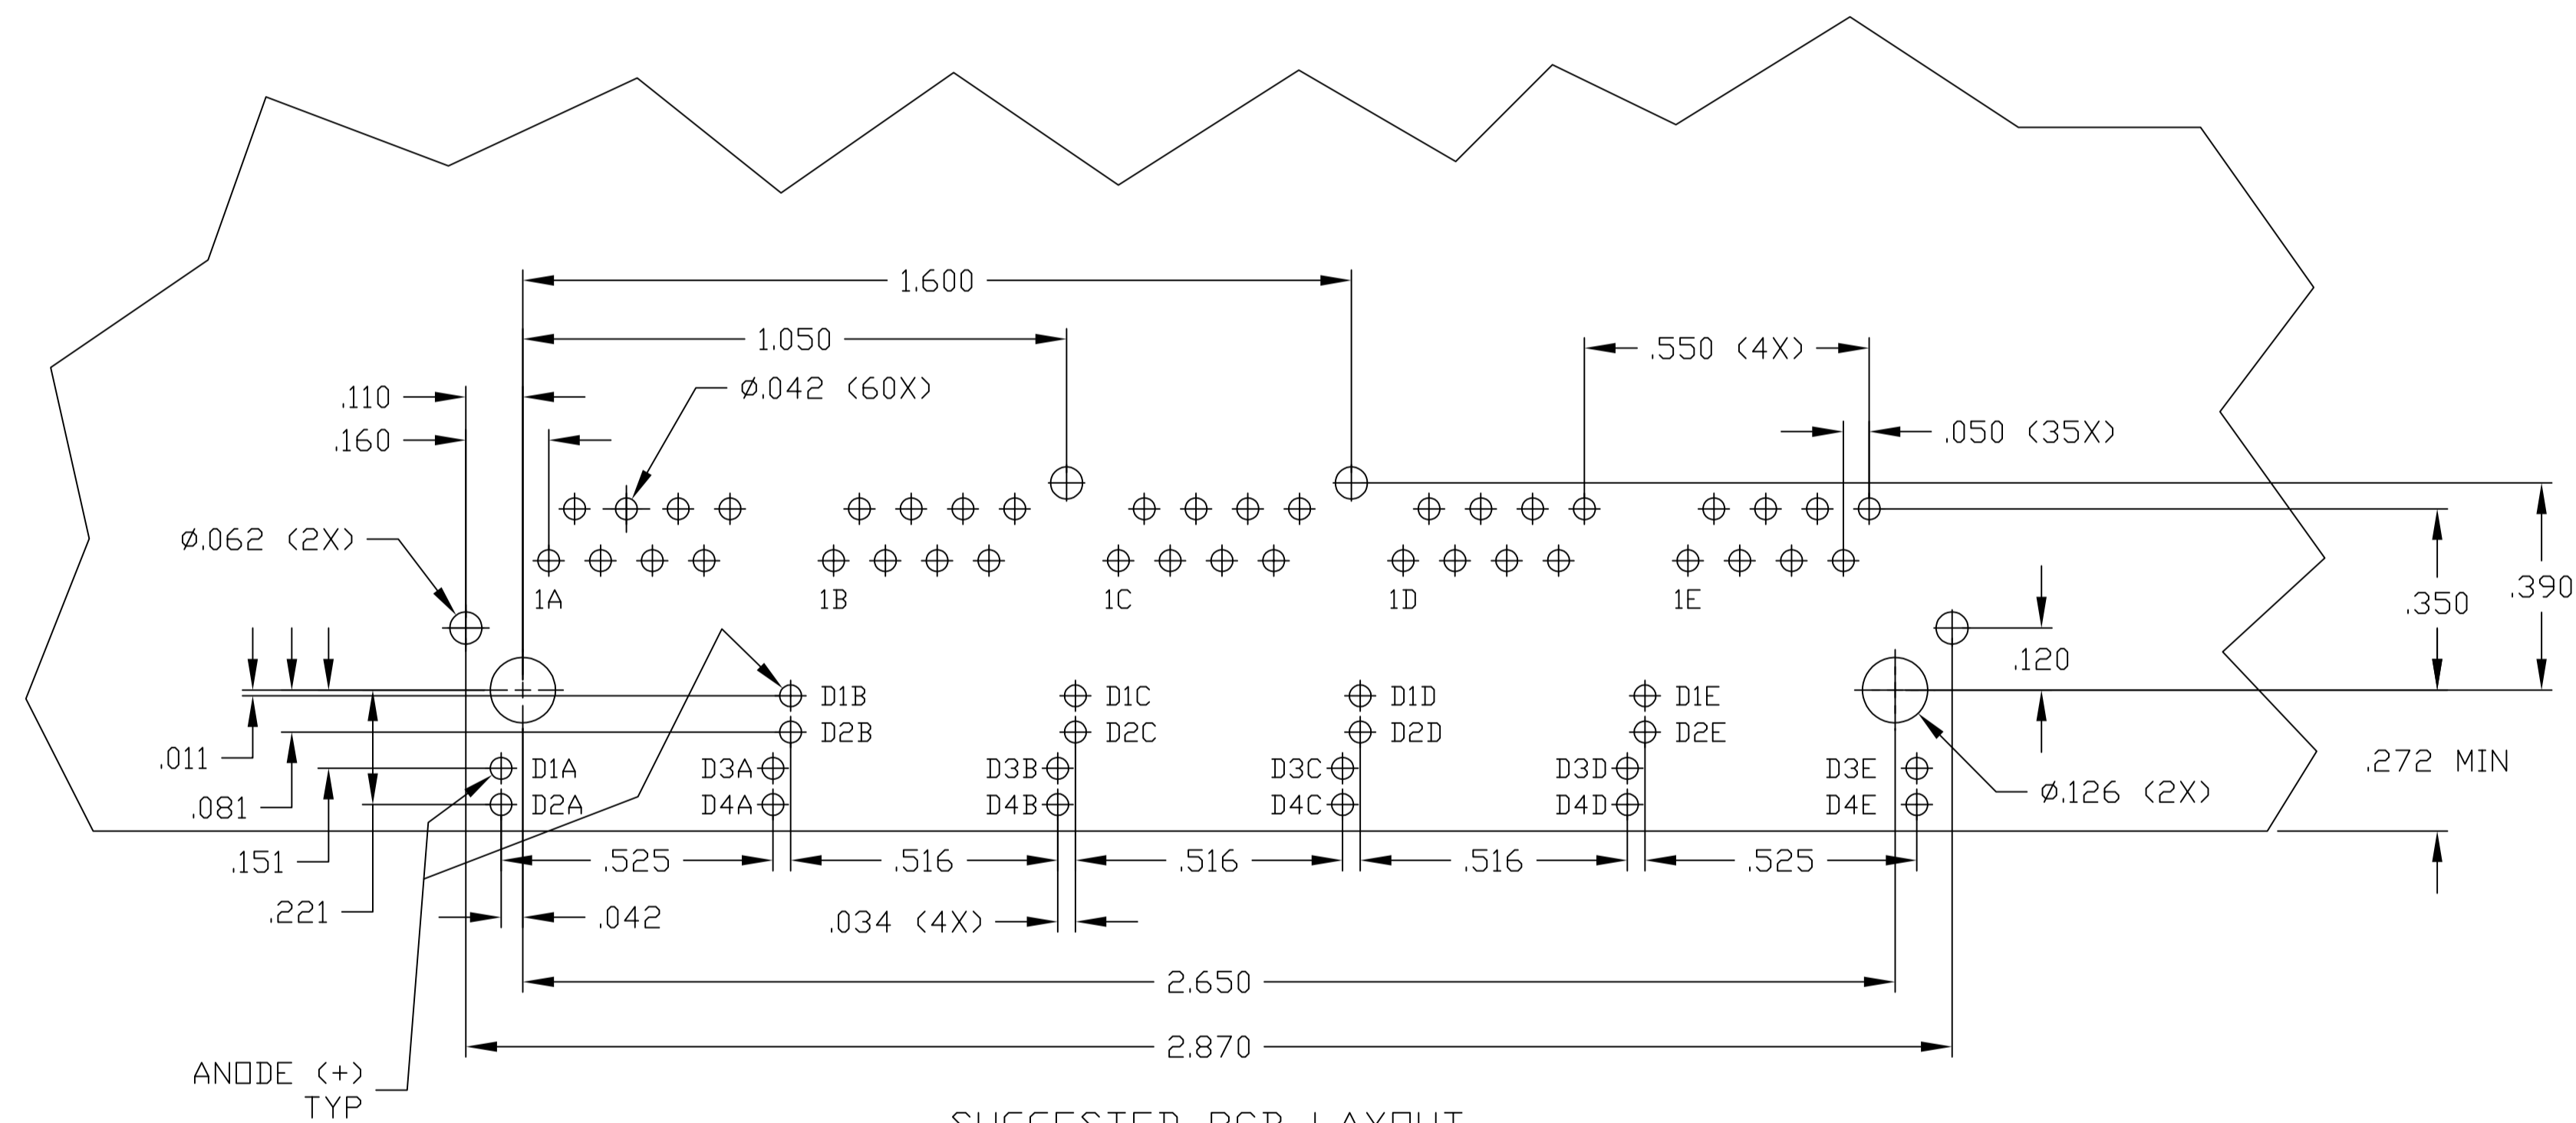 1.600
1.050
.550 (4X)
.110
Ø.042 (60X)
.160
.050 (35X)
Ø.062 (2X)
1A
1B
1C
1D
1E
.350
.390
.120
D1B
D1C
D1D
D1E
D2B
D2C
D2D
D2E
.011
.272 MIN
D1A
D3A
D3B
D3C
D3D
D3E
Ø.126 (2X)
.081
D2A
D4A
D4B
D4C
D4D
D4E
.151
.525
.516
.516
.516
.525
.221
.042
.034 (4X)
2.650
2.870
ANODE (+)
TYP
SUGGESTED PCB LAYOUT